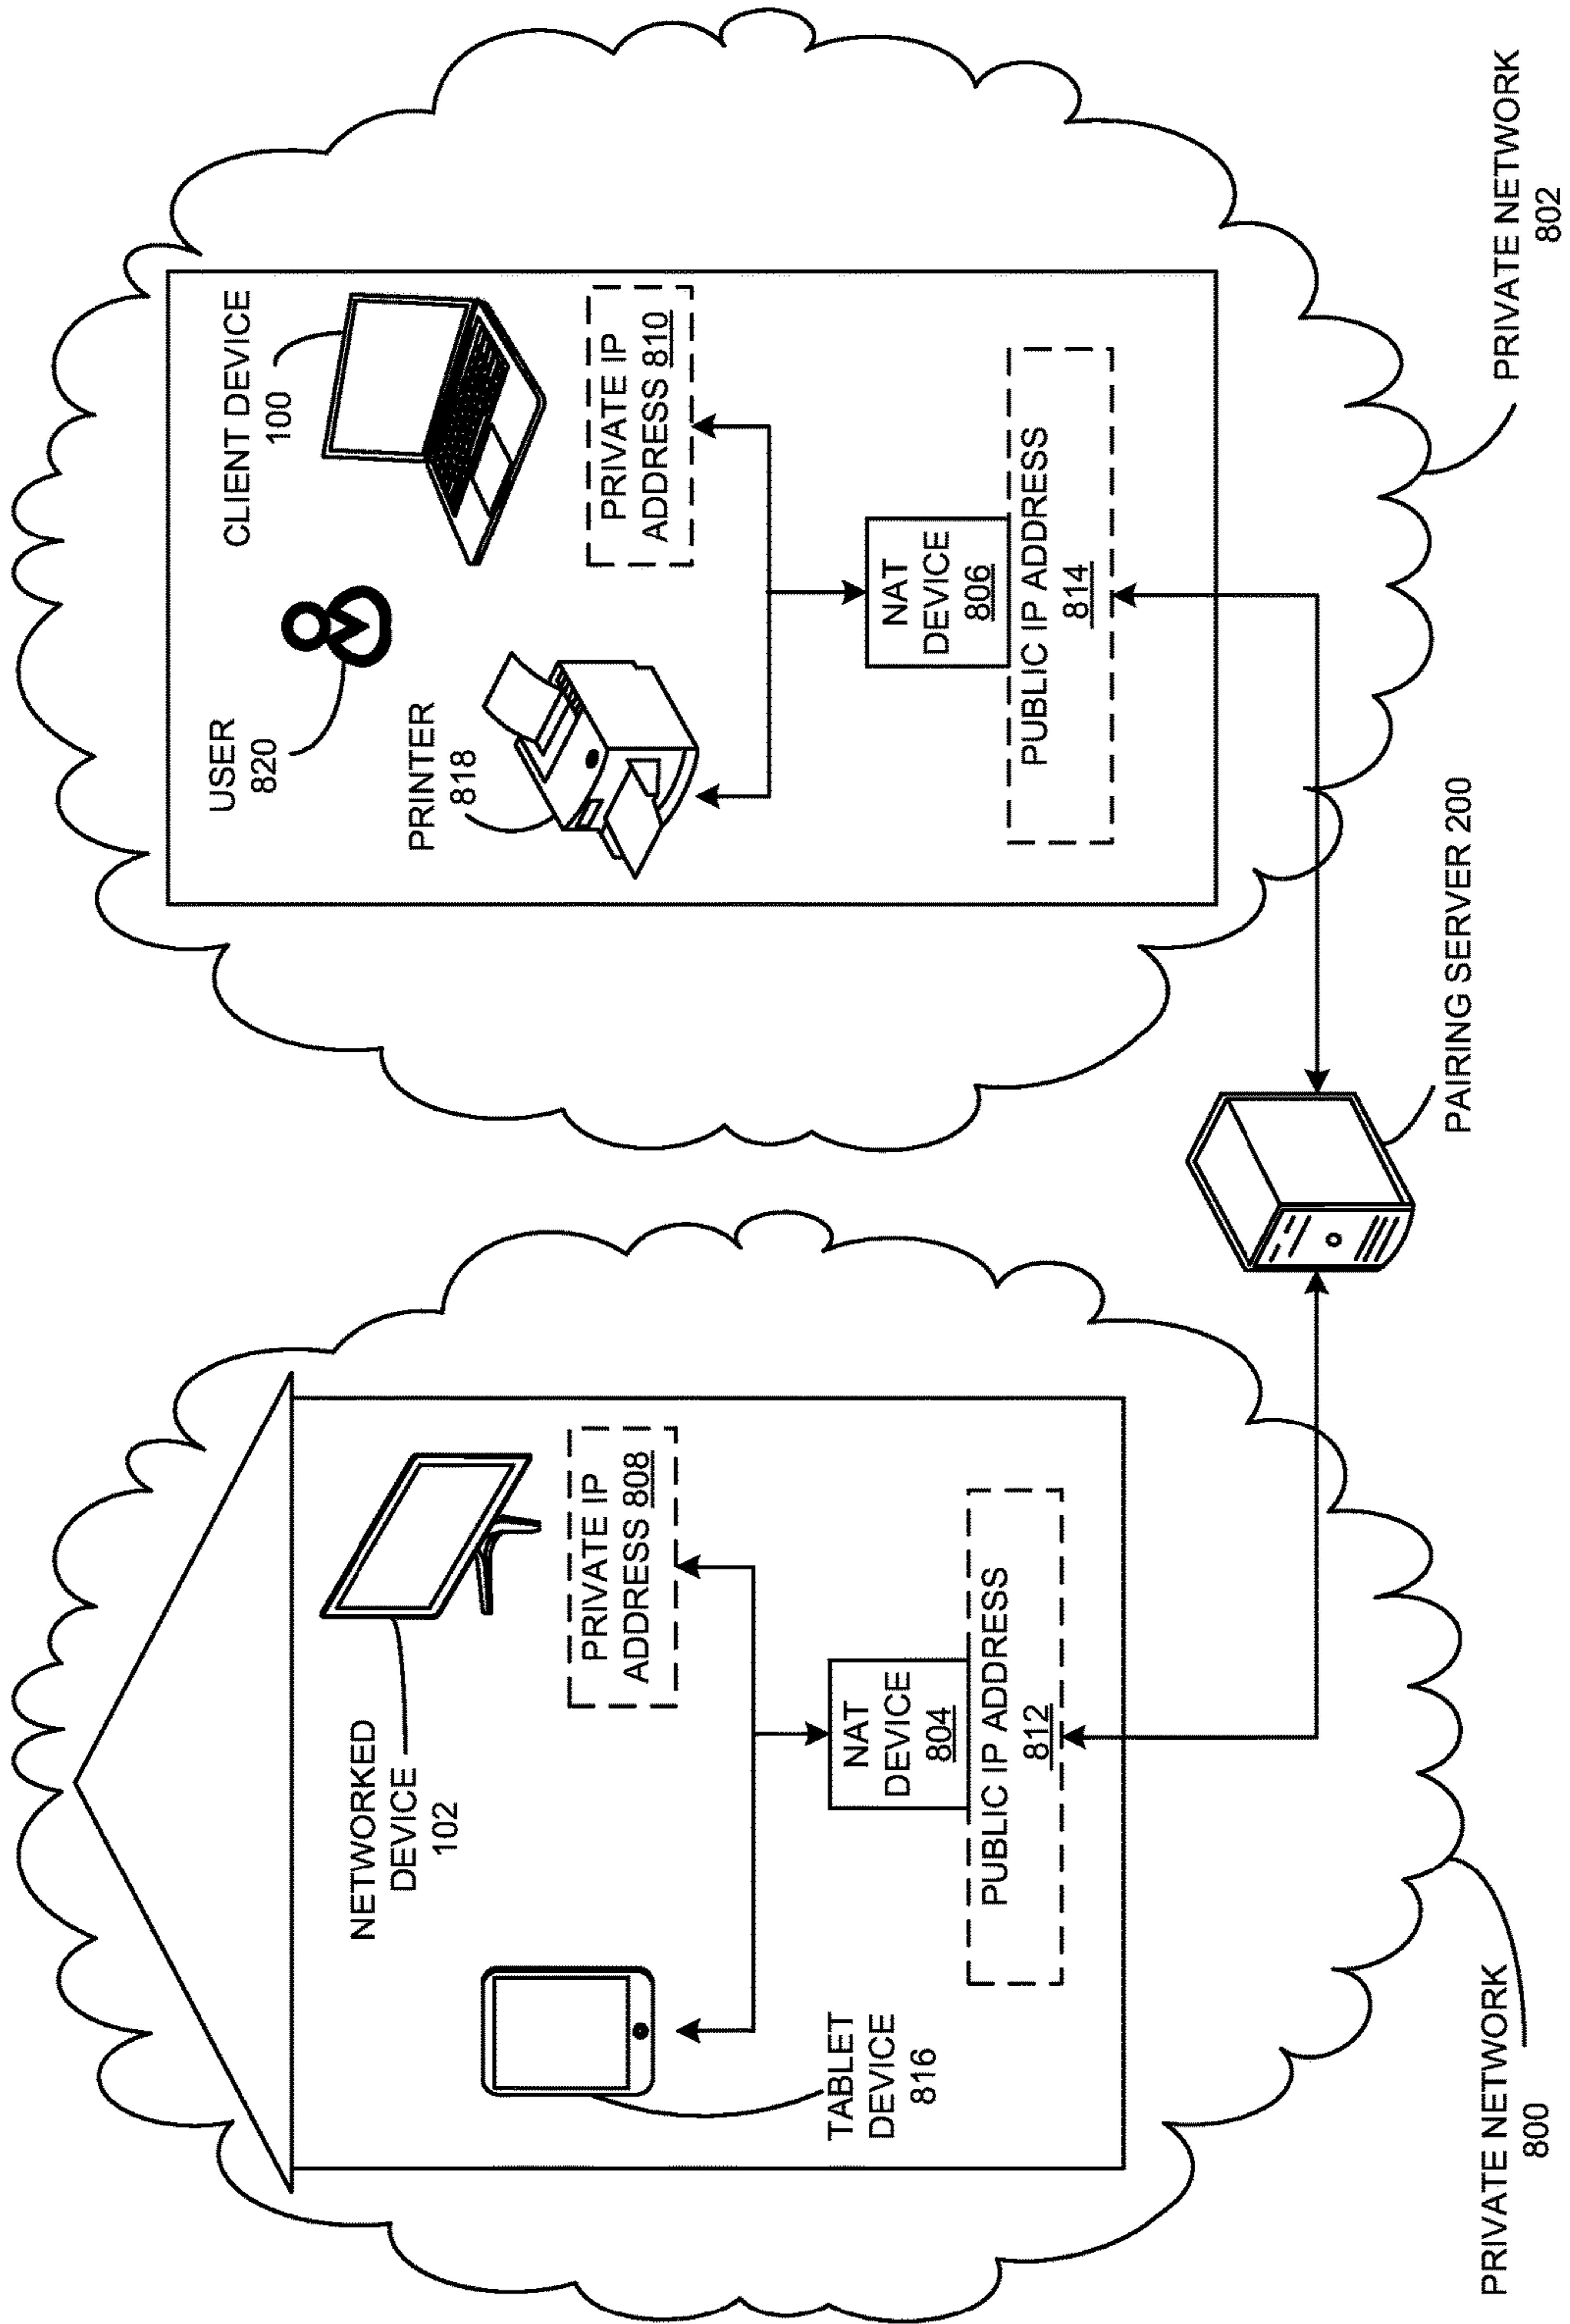 NETWORKED
DEVICE
102
TABLET
DEVICE
816
PRIVATE IP
ADDRESS 808
NAT
DEVICE
804
PUBLIC IP ADDRESS
812
PRIVATE NETWORK
800
PAIRING SERVER 200
USER
820
CLIENT DEVICE
100
PRINTER
818
PRIVATE IP
ADDRESS 810
NAT
DEVICE
806
PUBLIC IP ADDRESS
814
PRIVATE NETWORK
802